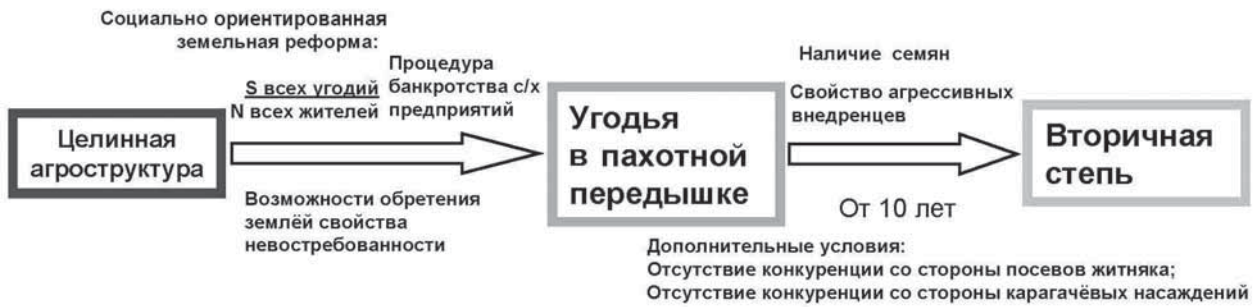 Социально ориентированная
земельная реформа:
S всех угодий
N всех жителей
Процедура
банкротства с/х
предприятий
Целинная
агроструктура
Возможности обретения
землёй свойства
невостребованности
Угодья
в пахотной
передышке
Наличие семян
Свойство агрессивных
внедренцев
От 10 лет
Вторичная
степь
Дополнительные условия:
Отсутствие конкуренции со стороны посевов житняка;
Отсутствие конкуренции со стороны карагачёвых насаждений